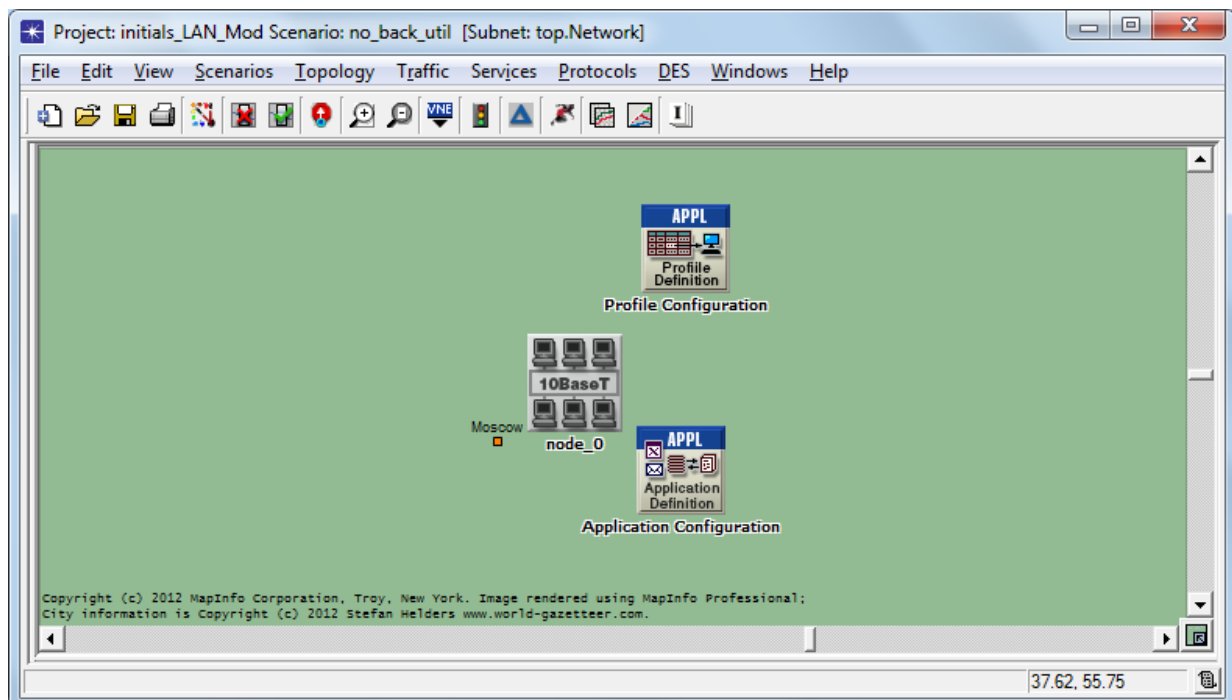 Project: initials_LAN_Mod Scenario: no_back_util [Subnet: top.Network]
File Edit View Scenarios Topology Traffic Services Protocols DES Windows Help
VNE
I
APPL
Profiile
Definition
Profile Configuration
10BaseT
Moscow
node_0
APPL
Application
Definition
Application Configuration
Copyright (c) 2012 MapInfo Corporation, Troy, New York. Image rendered using MapInfo Professional;
City information is Copyright (c) 2012 Stefan Helders www.world-gazetteer.com.
37.62, 55.75